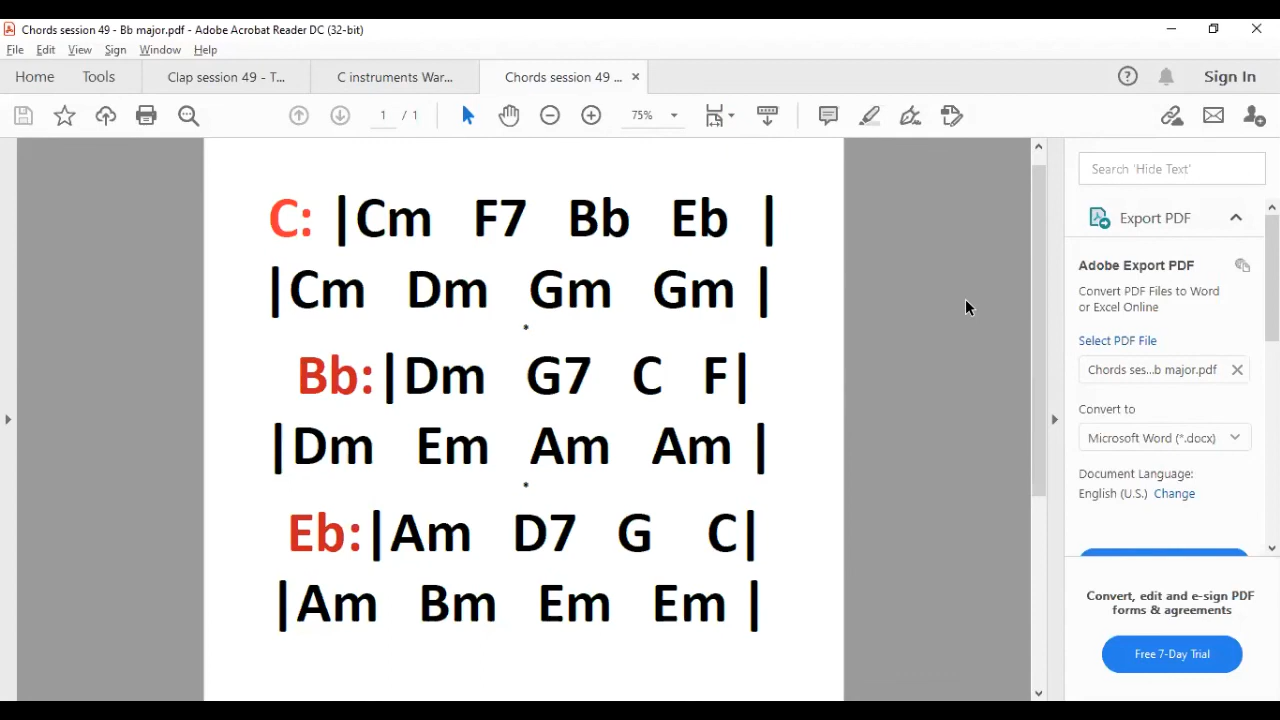 Chords session 49 - Bb major.pdf - Adobe Acrobat Reader DC (32-bit)
File Edit View Sign Window Help
Home Tools Clap session 49 - T... C instruments War... Chords session 49 ... × Sign In
1 / 1 75%
C: |Cm F7 Bb Eb |
|Cm Dm Gm Gm |
*
Bb: |Dm G7 C F|
|Dm Em Am Am |
*
Eb: |Am D7 G C|
|Am Bm Em Em |
Search 'Hide Text'
Export PDF
Adobe Export PDF
Convert PDF Files to Word
or Excel Online
Select PDF File
Chords ses...b major.pdf ×
Convert to
Microsoft Word (*.docx)
Document Language:
English (U.S.) Change
Convert, edit and e-sign PDF
forms & agreements
Free 7-Day Trial